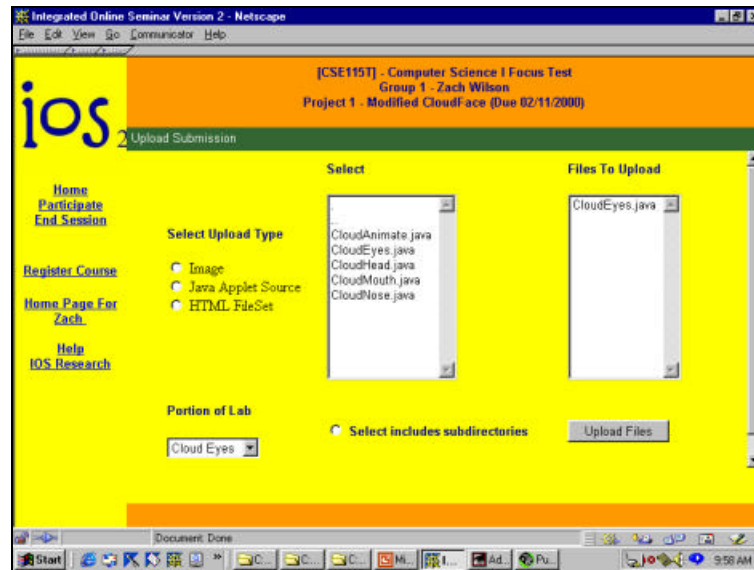 Integrated Online Seminar Version 2 - Netscape
File Edit View Go Communicator Help
[CSE115T] - Computer Science I Focus Test
Group 1 - Zach Wilson
Project 1 - Modified CloudFace (Due 02/11/2000)
ios 2
Upload Submission
Home
Participate
End Session
Register Course
Home Page For
Zach
Help
IOS Research
Select Upload Type
Image
Java Applet Source
HTML FileSet
Portion of Lab
Cloud Eyes
Select
.
..
CloudAnimate.java
CloudEyes.java
CloudHead.java
CloudMouth.java
CloudNose.java
Select includes subdirectories
Files To Upload
CloudEyes.java
Upload Files
Document: Done
Start » C... C... C... Mi... I... Ad... Pu... 9:58 AM